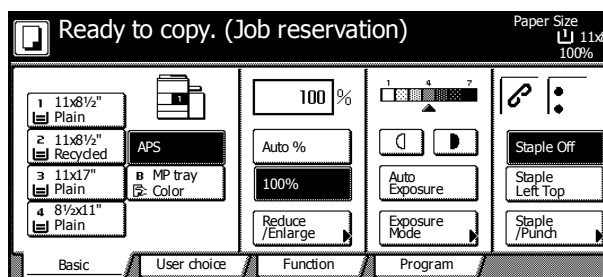 Ready to copy. (Job reservation)
Paper Size
11x8
100%
1 11x8½"
Plain
2 11x8½"
Recycled
3 11x17"
Plain
4 8½x11"
Plain
APS
B MP tray
Color
100 %
Auto %
100%
Reduce
/Enlarge
1 4 7
Auto
Exposure
Exposure
Mode
Staple Off
Staple
Left Top
Staple
/Punch
Basic
User choice
Function
Program